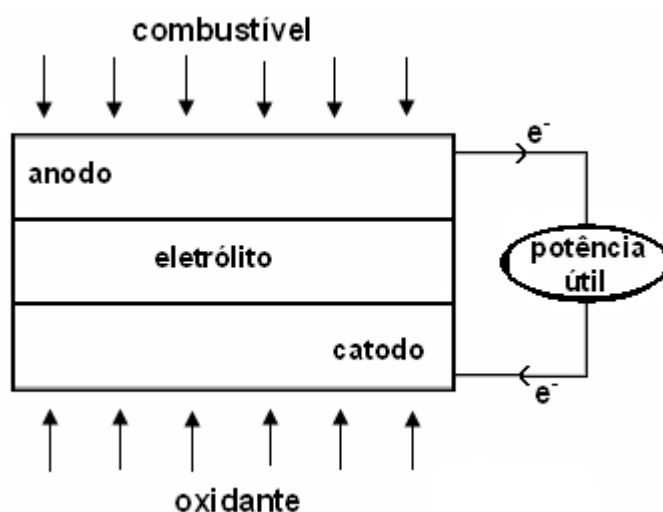 combustível
e-
anodo
eletrólito
potência
útil
catodo
e-
oxidante